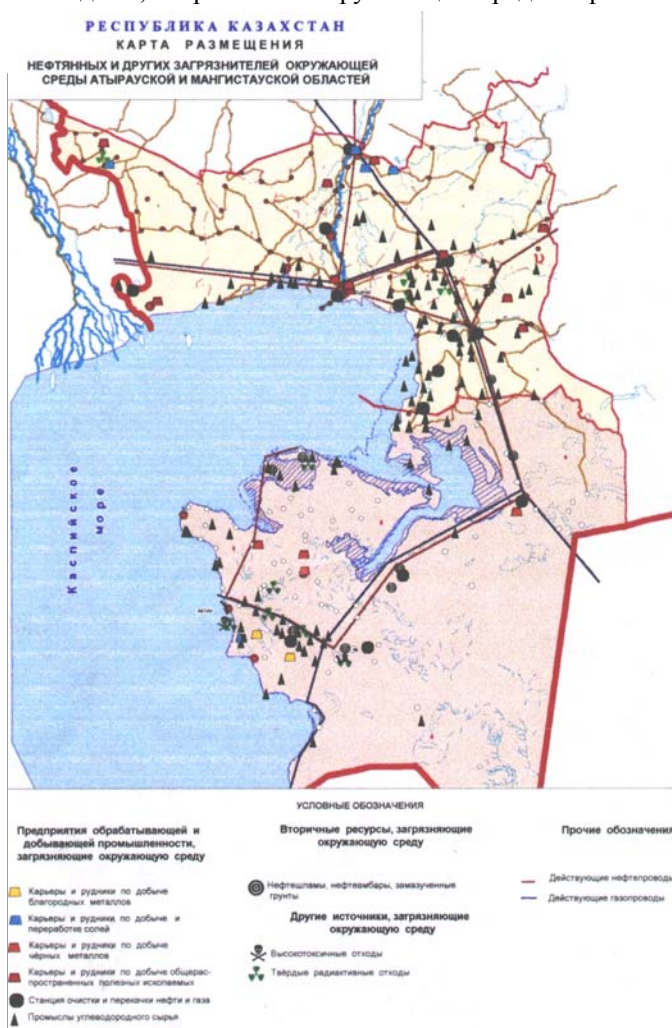 РЕСПУБЛИКА КАЗАХСТАН
КАРТА РАЗМЕЩЕНИЯ
НЕФТЯННЫХ И ДРУГИХ ЗАГРЯЗНИТЕЛЕЙ ОКРУЖАЮЩЕЙ
СРЕДЫ АТЫРАУСКОЙ И МАНГИСТАУСКОЙ ОБЛАСТЕЙ
Каспийское
море
УСЛОВНЫЕ ОБОЗНАЧЕНИЯ
Предприятия обрабатывающей и
добывающей промышленности,
загрязняющие окружающую среду
Карьеры и рудники по добыче
благородных металлов
Карьеры и рудники по добыче и
переработке солей
Карьеры и рудники по добыче
чёрных металлов
Карьеры и рудники по добыче общерас-
пространенных полезных ископаемых
Станция очистки и перекачки нефти и газа
Промыслы углеводородного сырья
Вторичные ресурсы, загрязняющие
окружающую среду
Нефтешламы, нефтеамбары, замазученные
грунты
Другие источники, загрязняющие
окружающую среду
Высокотоксичные отходы
Твёрдые радиактивные отходы
Прочие обозначения
Действующие нефтепроводы
Действующие газопроводы